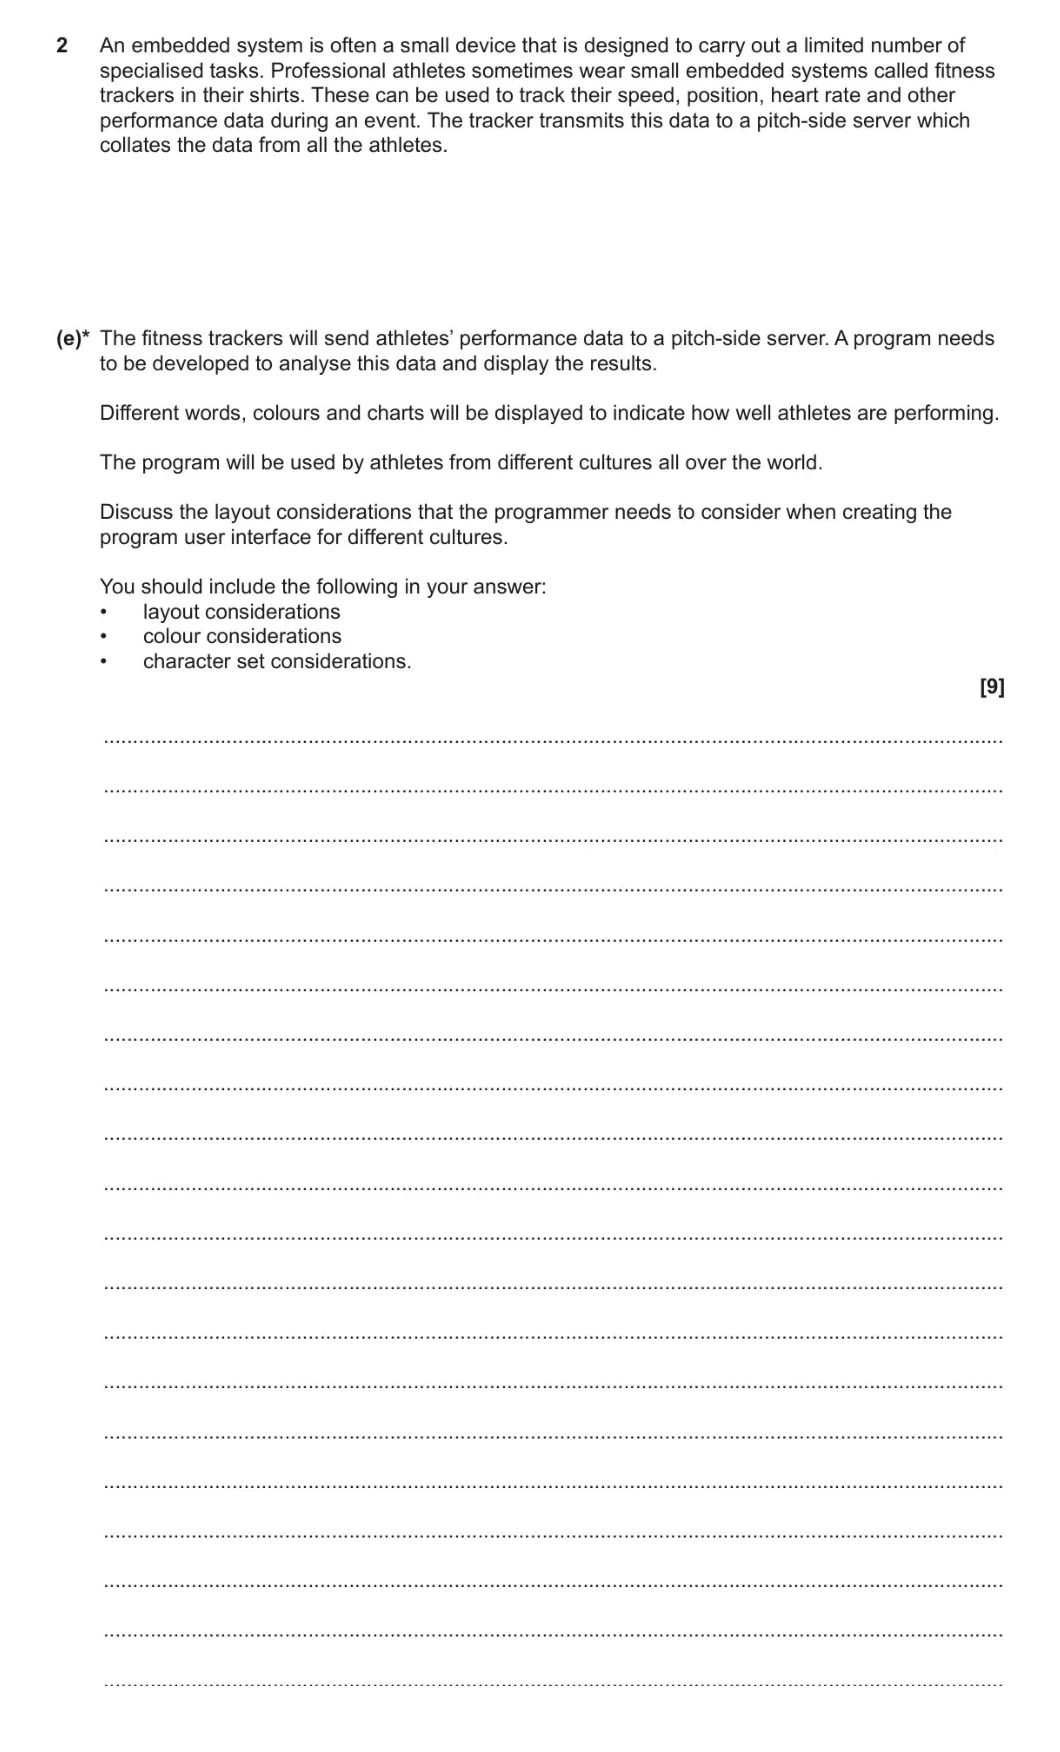 2 An embedded system is often a small device that is designed to carry out a limited number of
specialised tasks. Professional athletes sometimes wear small embedded systems called fitness
trackers in their shirts. These can be used to track their speed, position, heart rate and other
performance data during an event. The tracker transmits this data to a pitch-side server which
collates the data from all the athletes.
(e)* The fitness trackers will send athletes’ performance data to a pitch-side server. A program needs
to be developed to analyse this data and display the results.
Different words, colours and charts will be displayed to indicate how well athletes are performing.
The program will be used by athletes from different cultures all over the world.
Discuss the layout considerations that the programmer needs to consider when creating the
program user interface for different cultures.
You should include the following in your answer:
• layout considerations
• colour considerations
• character set considerations.
[9]